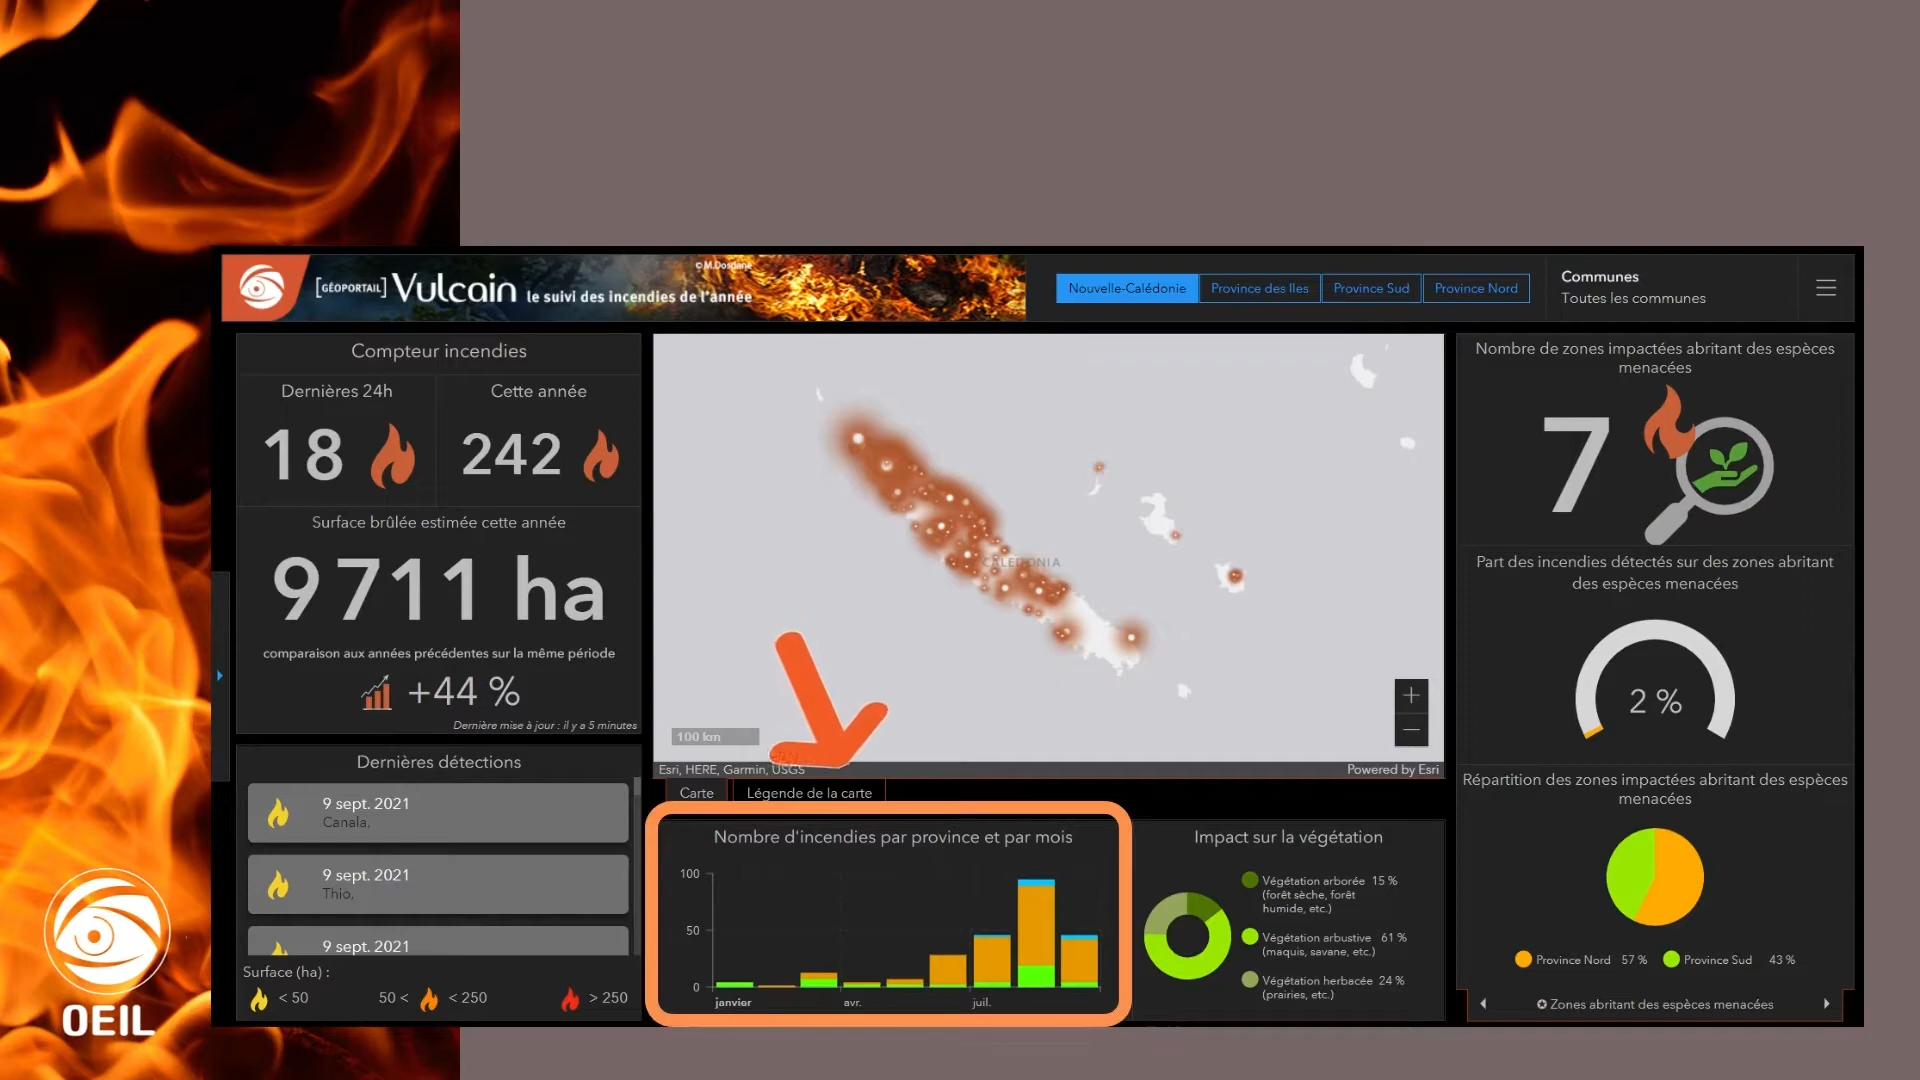 © M.Dosdane
[GÉOPORTAIL] Vulcain le suivi des incendies de l'année
Nouvelle-Calédonie
Province des Iles
Province Sud
Province Nord
Communes
Toutes les communes
Compteur incendies
Dernières 24h
Cette année
18
242
Surface brûlée estimée cette année
9 711 ha
comparaison aux années précédentes sur la même période
+44 %
Dernière mise à jour : il y a 5 minutes
Dernières détections
9 sept. 2021
Canala,
9 sept. 2021
Thio,
9 sept. 2021
Surface (ha) :
< 50
50 <
< 250
> 250
CALEDONIA
+
−
100 km
Esri, HERE, Garmin, USGS
Powered by Esri
Carte
Légende de la carte
Nombre d'incendies par province et par mois
100
50
0
janvier
avr.
juil.
Impact sur la végétation
Végétation arborée 15 %
(forêt sèche, forêt
humide, etc.)
Végétation arbustive 61 %
(maquis, savane, etc.)
Végétation herbacée 24 %
(prairies, etc.)
Nombre de zones impactées abritant des espèces
menacées
7
Part des incendies détectés sur des zones abritant
des espèces menacées
2 %
Répartition des zones impactées abritant des espèces
menacées
Province Nord 57 %
Province Sud 43 %
Zones abritant des espèces menacées
OEIL